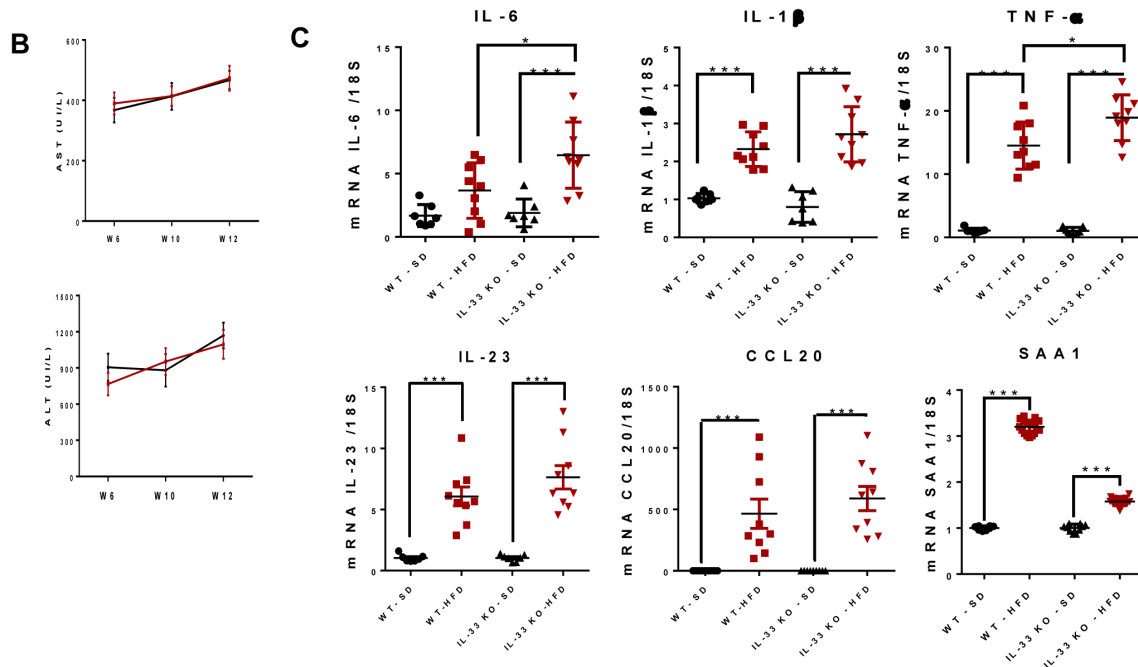 B
AST (UI/L)
600
400
200
0
W6 W10 W12
ALT (UI/L)
1500
1200
900
600
300
0
W6 W10 W12
C
IL-6
mRNA IL-6 /18S
15
10
5
0
*
***
WT-SD
WT-HFD
IL-33 KO-SD
IL-33 KO-HFD
IL-1β
mRNA IL-1β/18S
5
4
3
2
1
0
*** ***
WT-SD
WT-HFD
IL-33 KO-SD
IL-33 KO-HFD
TNF-α
mRNA TNF-α/18S
30
20
10
0
*
*** ***
WT-SD
WT-HFD
IL-33 KO-SD
IL-33 KO-HFD
IL-23
mRNA IL-23 /18S
15
10
5
0
*** ***
WT-SD
WT-HFD
IL-33 KO-SD
IL-33 KO-HFD
CCL20
mRNA CCL20/18S
1500
1000
500
0
*** ***
WT-SD
WT-HFD
IL-33 KO-SD
IL-33 KO-HFD
SAA1
mRNA SAA1/18S
4
3
2
1
0
***
***
WT-SD
WT-HFD
IL-33 KO-SD
IL-33 KO-HFD